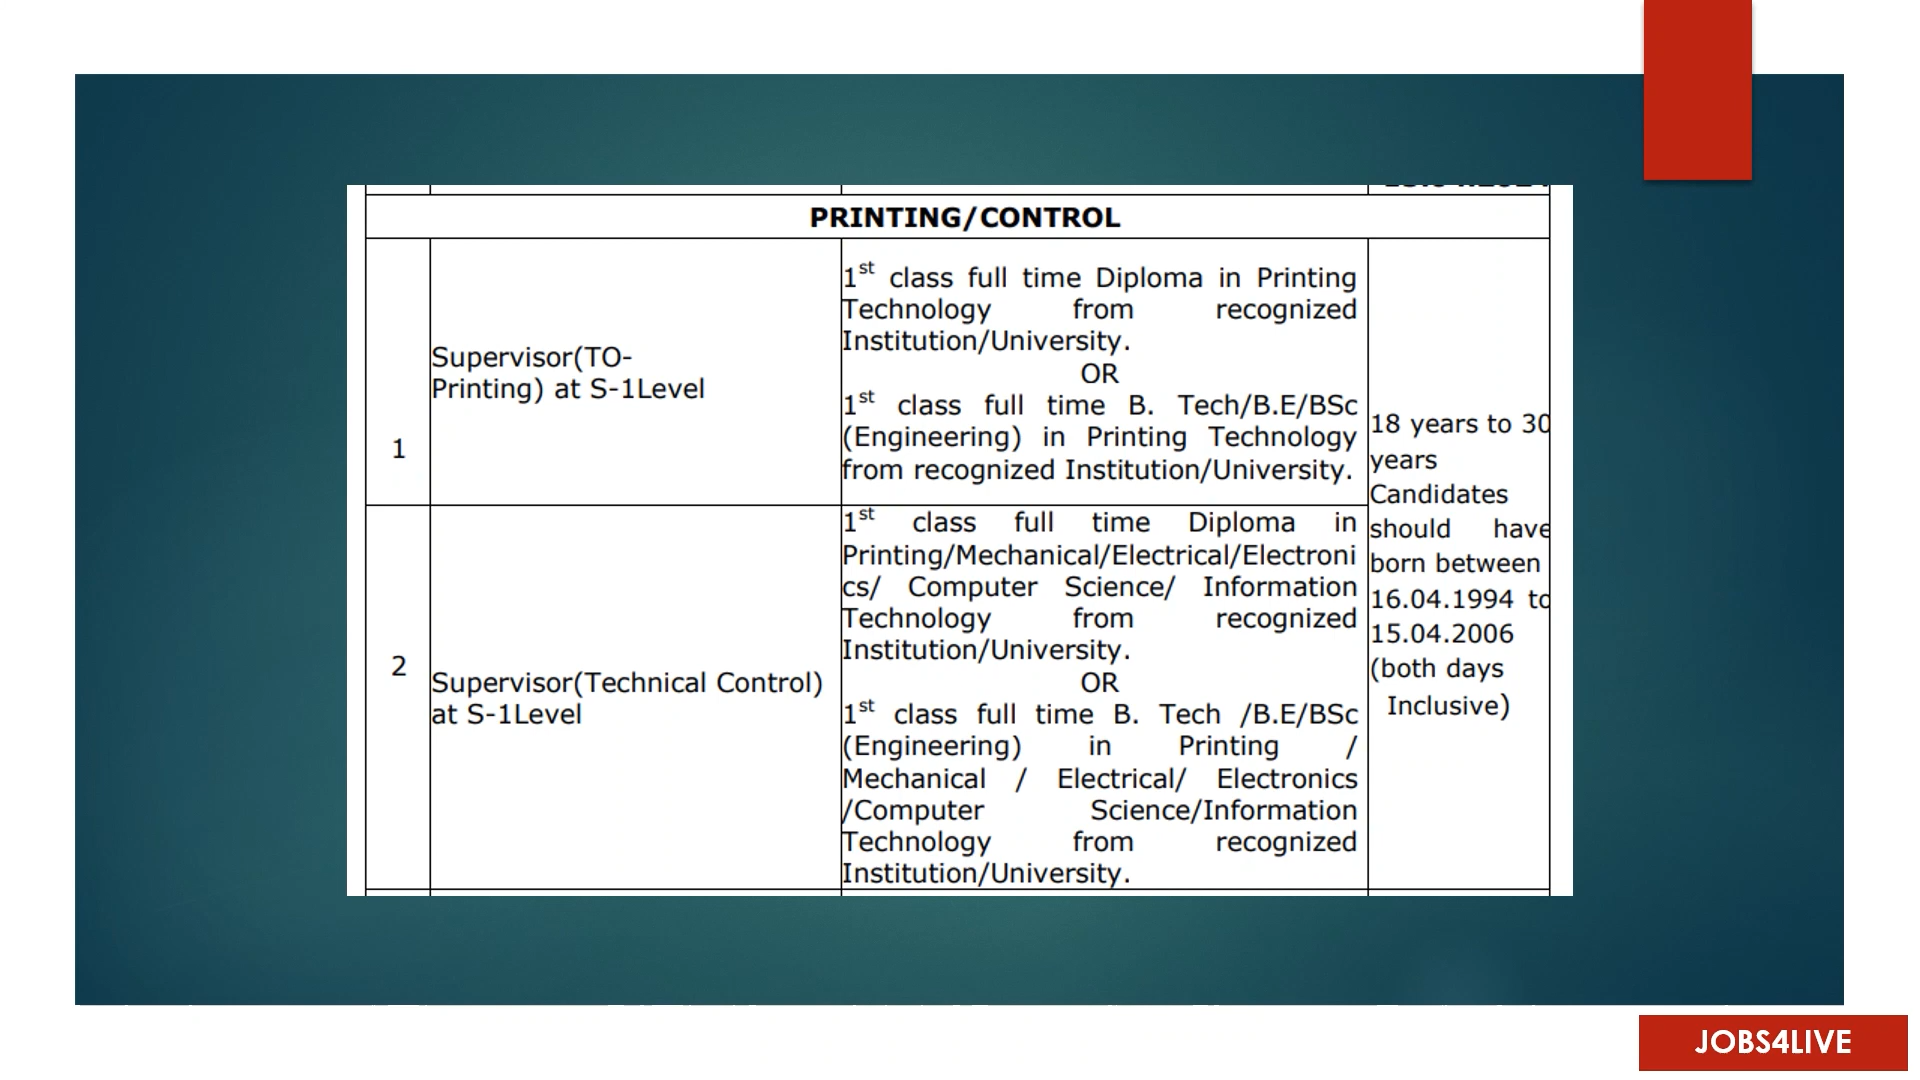 PRINTING/CONTROL
1
Supervisor(TO-
Printing) at S-1Level
1st class full time Diploma in Printing
Technology from recognized
Institution/University.
OR
1st class full time B. Tech/B.E/BSc
(Engineering) in Printing Technology
from recognized Institution/University.
18 years to 30
years
Candidates
should have
born between
16.04.1994 to
15.04.2006
(both days
Inclusive)
2
Supervisor(Technical Control)
at S-1Level
1st class full time Diploma in
Printing/Mechanical/Electrical/Electroni
cs/ Computer Science/ Information
Technology from recognized
Institution/University.
OR
1st class full time B. Tech /B.E/BSc
(Engineering) in Printing /
Mechanical / Electrical/ Electronics
/Computer Science/Information
Technology from recognized
Institution/University.
JOBS4LIVE